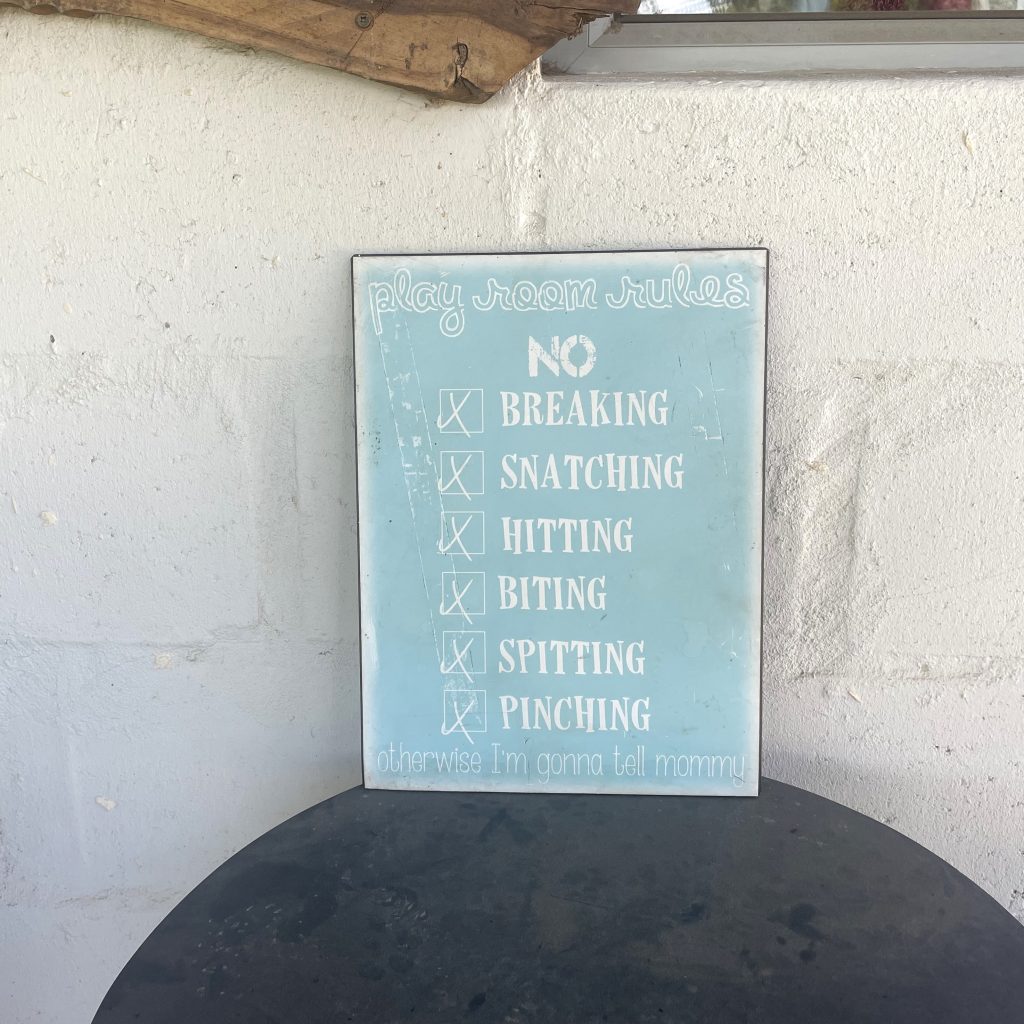 play room rules
NO
BREAKING
SNATCHING
HITTING
BITING
SPITTING
PINCHING
otherwise I'm gonna tell mommy